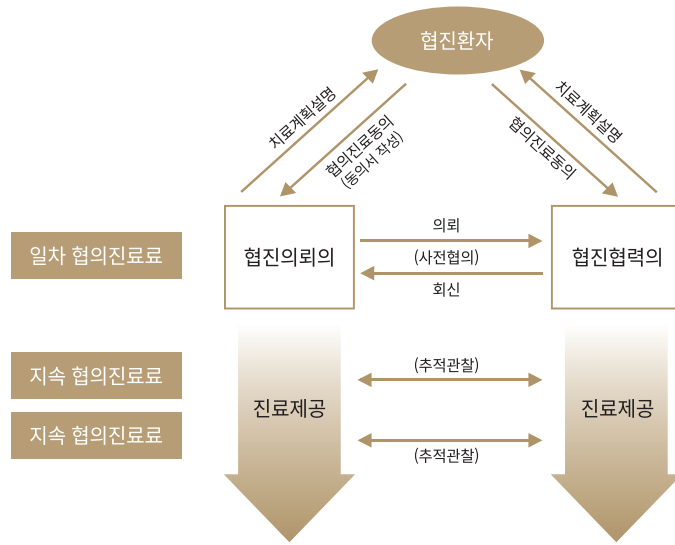 협진환자
치료계획설명
협의진료동의
(동의서 작성)
협의진료동의
치료계획설명
일차 협의진료료
협진의뢰의
의뢰
(사전협의)
회신
협진협력의
지속 협의진료료
(추적관찰)
진료제공
진료제공
지속 협의진료료
(추적관찰)